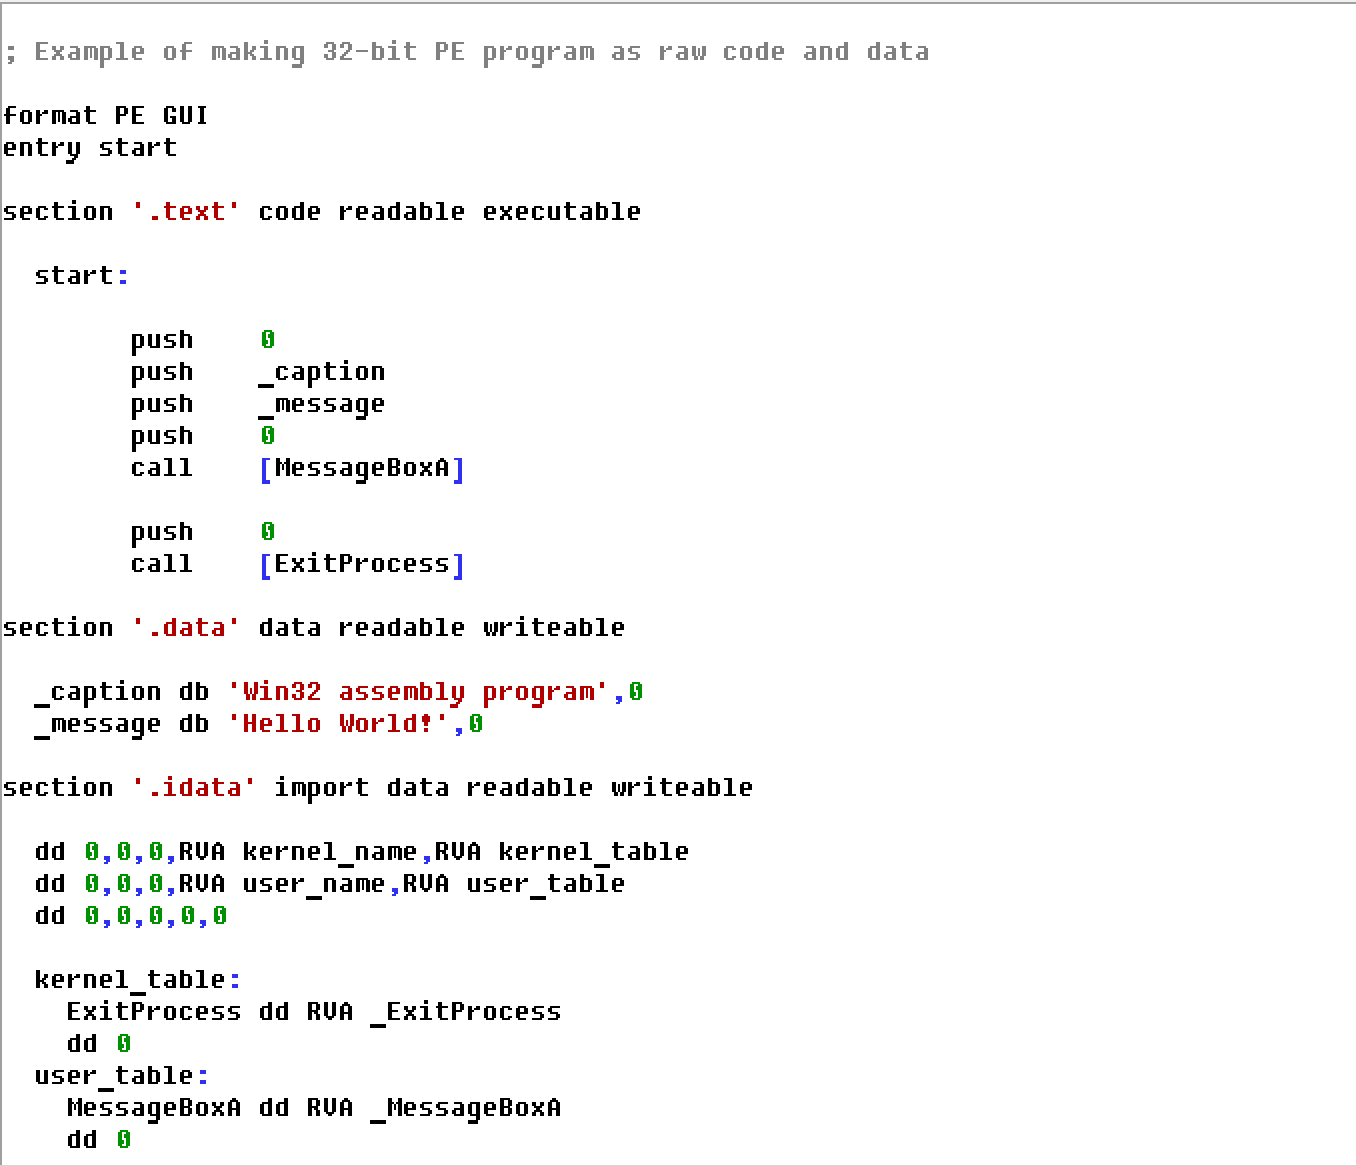 ; Example of making 32-bit PE program as raw code and data
format PE GUI
entry start
section '.text' code readable executable
start:
push 0
push _caption
push _message
push 0
call [MessageBoxA]
push 0
call [ExitProcess]
section '.data' data readable writeable
_caption db 'Win32 assembly program',0
_message db 'Hello World!',0
section '.idata' import data readable writeable
dd 0,0,0,RVA kernel_name,RVA kernel_table
dd 0,0,0,RVA user_name,RVA user_table
dd 0,0,0,0,0
kernel_table:
ExitProcess dd RVA _ExitProcess
dd 0
user_table:
MessageBoxA dd RVA _MessageBoxA
dd 0